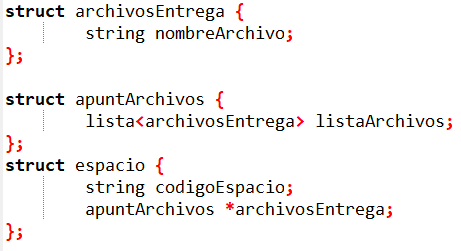 struct archivosEntrega {
string nombreArchivo;
};
struct apuntArchivos {
lista<archivosEntrega> listaArchivos;
};
struct espacio {
string codigoEspacio;
apuntArchivos *archivosEntrega;
};